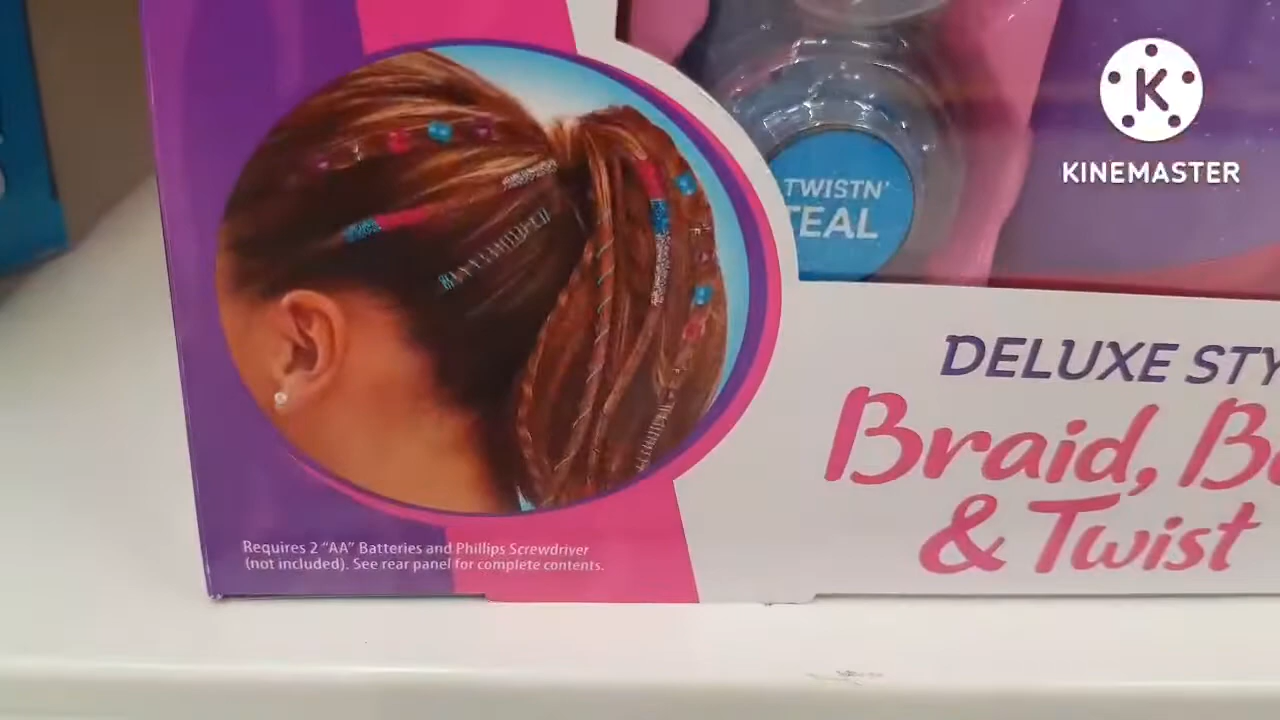 K
KINEMASTER
TWISTN'
TEAL
DELUXE
Braid,
& Twist
Requires 2 "AA" Batteries and Phillips Screwdriver
(not included). See rear panel for complete contents.